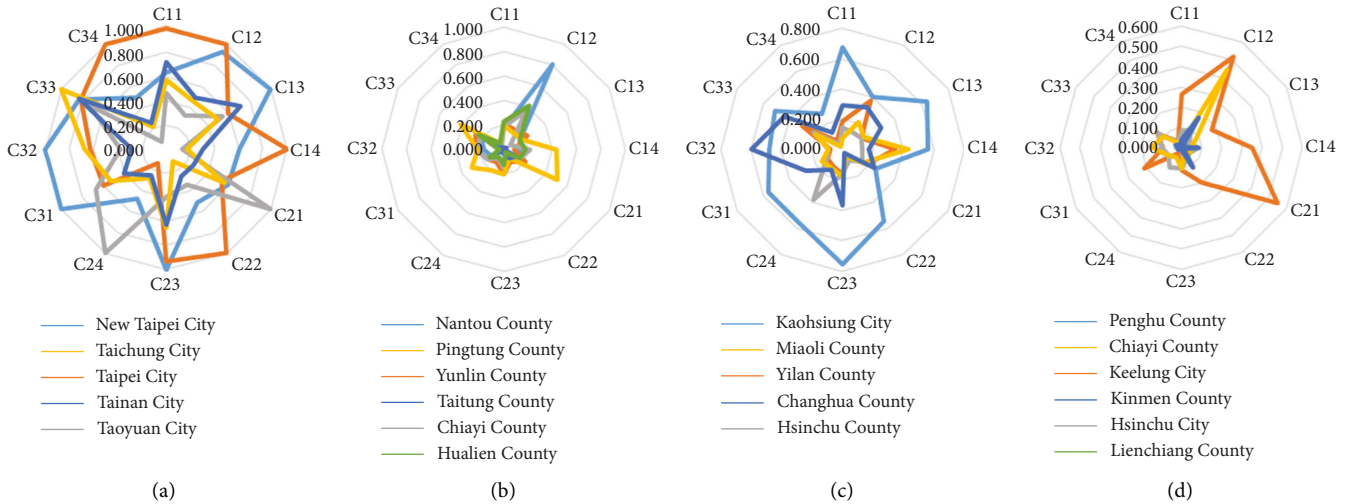 C11
C12
C13
C14
C21
C22
C23
C24
C31
C32
C33
C34
1.000
0.800
0.600
0.400
0.200
0.000
New Taipei City
Taichung City
Taipei City
Tainan City
Taoyuan City
(a)
C11
C12
C13
C14
C21
C22
C23
C24
C31
C32
C33
C34
1.000
0.800
0.600
0.400
0.200
0.000
Nantou County
Pingtung County
Yunlin County
Taitung County
Chiayi County
Hualien County
(b)
C11
C12
C13
C14
C21
C22
C23
C24
C31
C32
C33
C34
0.800
0.600
0.400
0.200
0.000
Kaohsiung City
Miaoli County
Yilan County
Changhua County
Hsinchu County
(c)
C11
C12
C13
C14
C21
C22
C23
C24
C31
C32
C33
C34
0.600
0.500
0.400
0.300
0.200
0.100
0.000
Penghu County
Chiayi County
Keelung City
Kinmen County
Hsinchu City
Lienchiang County
(d)